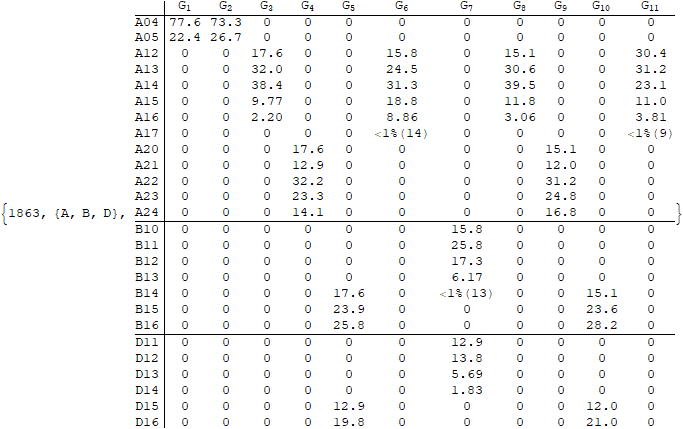 G1 G2 G3 G4 G5 G6 G7 G8 G9 G10 G11
A04 77.6 73.3 0 0 0 0 0 0 0 0 0
A05 22.4 26.7 0 0 0 0 0 0 0 0 0
A12 0 0 17.6 0 0 15.8 0 15.1 0 0 30.4
A13 0 0 32.0 0 0 24.5 0 30.6 0 0 31.2
A14 0 0 38.4 0 0 31.3 0 39.5 0 0 23.1
A15 0 0 9.77 0 0 18.8 0 11.8 0 0 11.0
A16 0 0 2.20 0 0 8.86 0 3.06 0 0 3.81
A17 0 0 0 0 0 <1%(14) 0 0 0 0 <1%(9)
A20 0 0 0 17.6 0 0 0 0 15.1 0 0
A21 0 0 0 12.9 0 0 0 0 12.0 0 0
A22 0 0 0 32.2 0 0 0 0 31.2 0 0
A23 0 0 0 23.3 0 0 0 0 24.8 0 0
{1863, {A, B, D}, A24 0 0 0 14.1 0 0 0 0 16.8 0 0 }
B10 0 0 0 0 0 0 15.8 0 0 0 0
B11 0 0 0 0 0 0 25.8 0 0 0 0
B12 0 0 0 0 0 0 17.3 0 0 0 0
B13 0 0 0 0 0 0 6.17 0 0 0 0
B14 0 0 0 0 17.6 0 <1%(13) 0 0 15.1 0
B15 0 0 0 0 23.9 0 0 0 0 23.6 0
B16 0 0 0 0 25.8 0 0 0 0 28.2 0
D11 0 0 0 0 0 0 12.9 0 0 0 0
D12 0 0 0 0 0 0 13.8 0 0 0 0
D13 0 0 0 0 0 0 5.69 0 0 0 0
D14 0 0 0 0 0 0 1.83 0 0 0 0
D15 0 0 0 0 12.9 0 0 0 0 12.0 0
D16 0 0 0 0 19.8 0 0 0 0 21.0 0